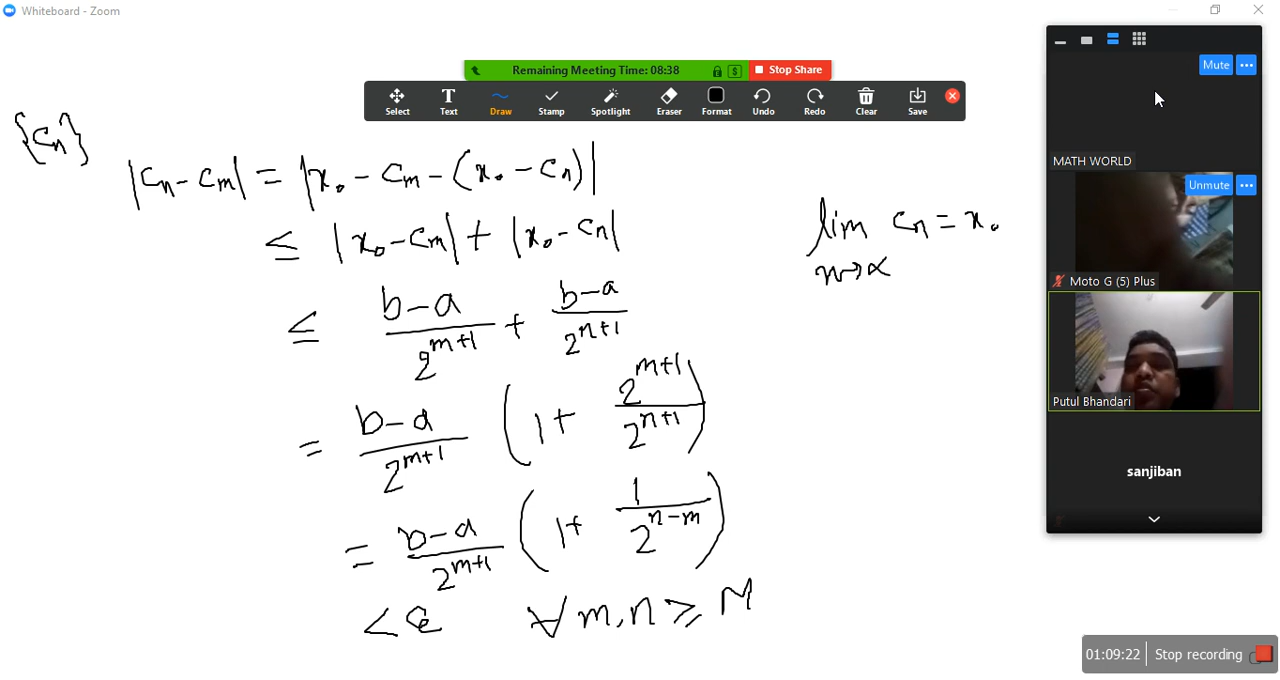 Whiteboard - Zoom
Remaining Meeting Time: 08:38 $ Stop Share
Select Text Draw Stamp Spotlight Eraser Format Undo Redo Clear Save
Mute
MATH WORLD
Unmute
Moto G (5) Plus
Putul Bhandari
sanjiban
{Cn}
|Cn - Cm| = |x₀ - Cm - (x₀ - Cn)|
≤ |x₀ - Cm| + |x₀ - Cn|
lim Cn = x₀
n→∝
≤ (b-a)/2^(m+1) + (b-a)/2^(n+1)
= (b-a)/2^(m+1) (1 + 2^(m+1)/2^(n+1))
= (b-a)/2^(m+1) (1 + 1/2^(n-m))
< ε ∀ m, n ≥ M
01:09:22 Stop recording